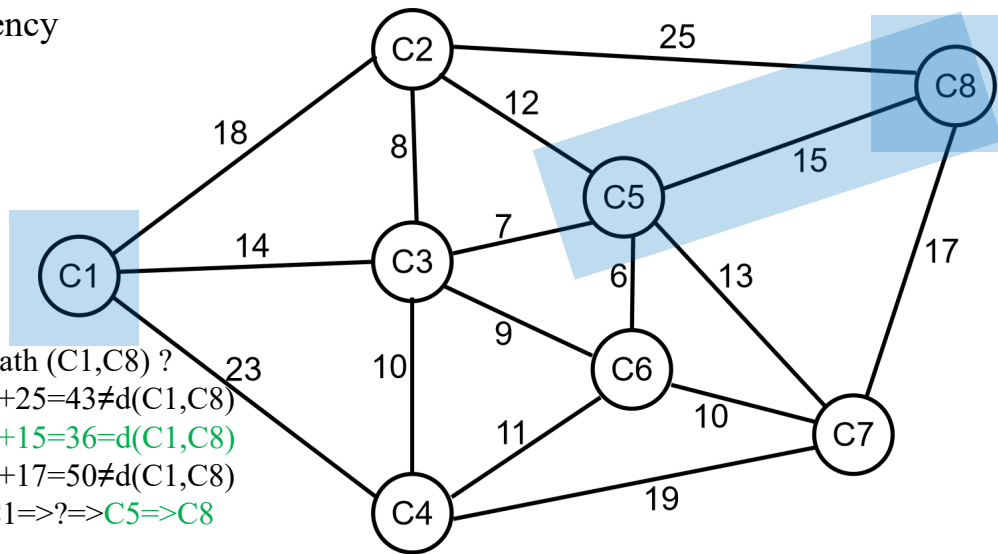 ency
C2
25
C8
12
18
8
15
C5
7
14
C3
C1
17
6
13
9
ath (C1,C8) ?
10
23
C6
+25=43≠d(C1,C8)
10
+15=36=d(C1,C8)
11
C7
+17=50≠d(C1,C8)
19
1=>?=>C5=>C8
C4